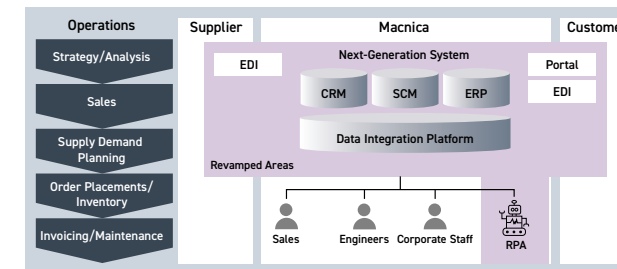 Operations
Supplier
Macnica
Custome
Strategy/Analysis
Sales
Supply Demand
Planning
Order Placements/
Inventory
Invoicing/Maintenance
Next-Generation System
EDI
Portal
EDI
CRM
SCM
ERP
Data Integration Platform
Revamped Areas
Sales
Engineers
Corporate Staff
RPA